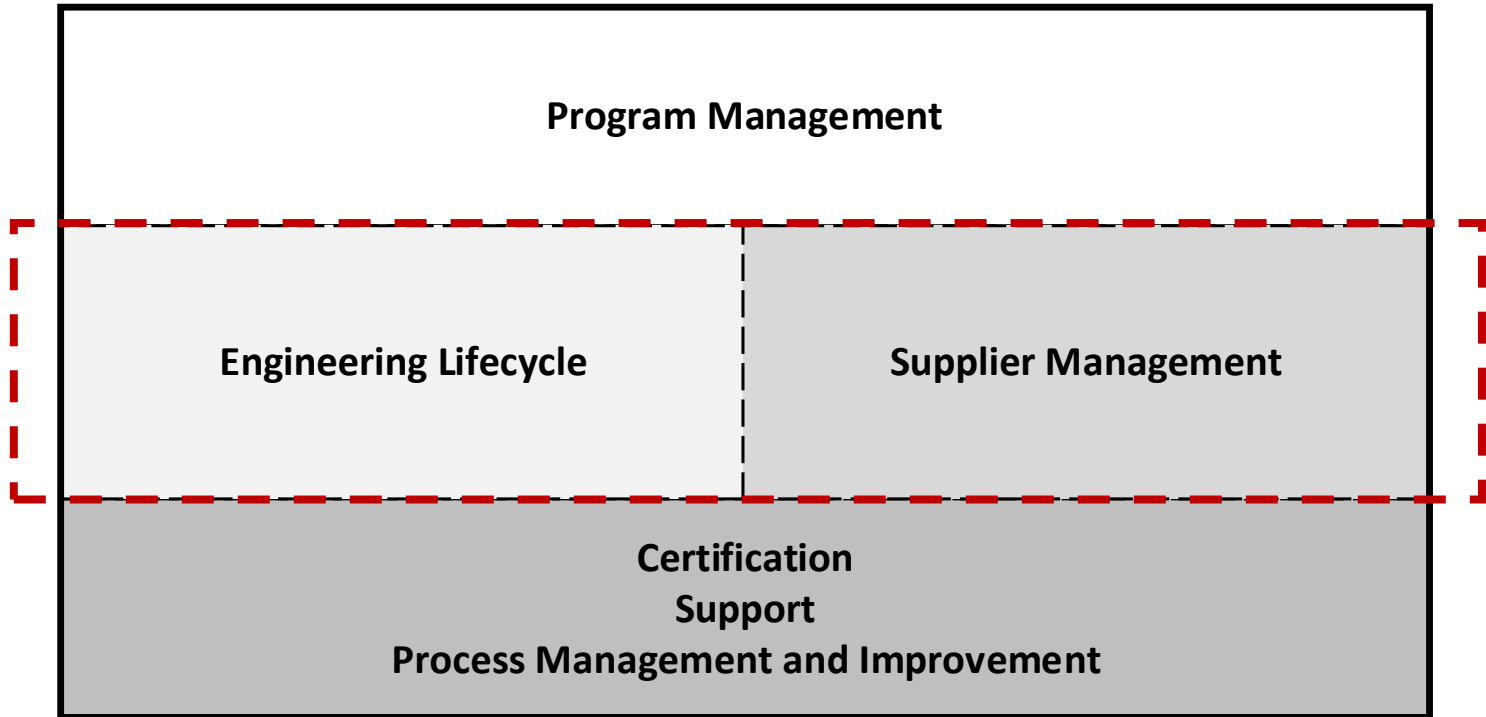 Program Management
Engineering Lifecycle
Supplier Management
Certification
Support
Process Management and Improvement